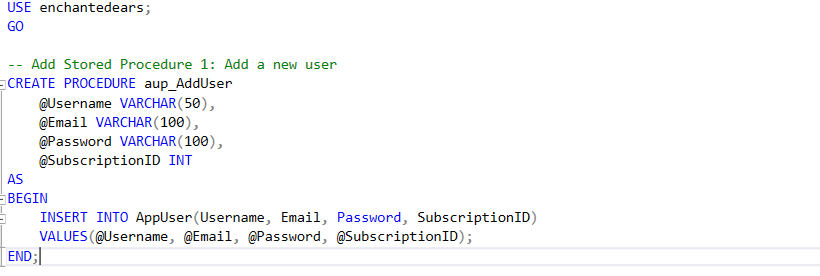 USE enchantedears;
GO
-- Add Stored Procedure 1: Add a new user
CREATE PROCEDURE aup_AddUser
    @Username VARCHAR(50),
    @Email VARCHAR(100),
    @Password VARCHAR(100),
    @SubscriptionID INT
AS
BEGIN
    INSERT INTO AppUser(Username, Email, Password, SubscriptionID)
    VALUES(@Username, @Email, @Password, @SubscriptionID);
END;